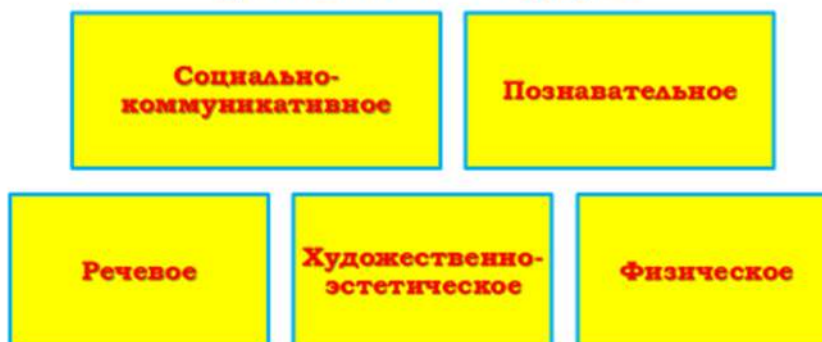 Социально-
коммуникативное
Познавательное
Речевое
Художественно-
эстетическое
Физическое